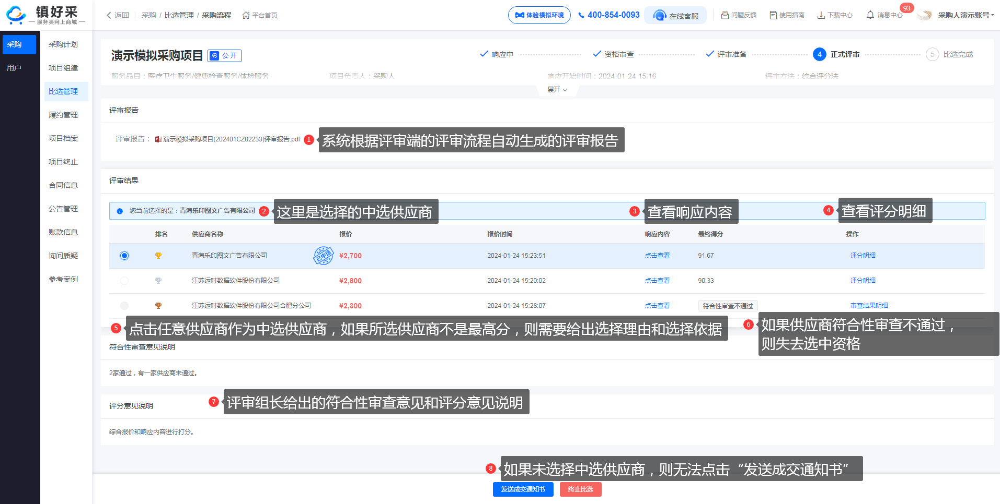 镇好采
服务类网上商城
返回 采购 / 比选管理 / 采购流程 平台首页
体验模拟环境 400-854-0093 在线客服 问题反馈 使用指南 下载中心 消息中心 93 采购人演示账号
采购
用户
采购计划
项目组建
比选管理
履约管理
项目档案
项目终止
合同信息
公告管理
账款信息
询问质疑
参考案例
演示模拟采购项目 公开
响应中 资格审查 评审准备 4 正式评审 5 比选完成
服务品目：医疗卫生服务/健康检查服务/体检服务 项目负责人：采购人 响应开始时间：2024-01-24 15:16 评审方法：综合评分法
展开
评审报告
评审报告： 演示模拟采购项目(202401CZ02233)评审报告.pdf 1 系统根据评审端的评审流程自动生成的评审报告
评审结果
您当前选择的是：青海乐印图文广告有限公司 2 这里是选择的中选供应商 3 查看响应内容 4 查看评分明细
排名 供应商名称 报价 报价时间 响应内容 最终得分 操作
青海乐印图文广告有限公司 已中选 ¥2,700 2024-01-24 15:23:51 点击查看 91.67 评分明细
江苏运时数据软件股份有限公司 ¥2,800 2024-01-24 15:20:02 点击查看 90.33 评分明细
江苏运时数据软件股份有限公司合肥分公司 ¥2,300 2024-01-24 15:28:07 点击查看 符合性审查不通过 审查结果明细
5 点击任意供应商作为中选供应商，如果所选供应商不是最高分，则需要给出选择理由和选择依据
6 如果供应商符合性审查不通过，
则失去选中资格
符合性审查意见说明
2家通过，有一家供应商未通过。
评分意见说明
7 评审组长给出的符合性审查意见和评分意见说明
综合报价和响应内容进行打分。
8 如果未选择中选供应商，则无法点击“发送成交通知书”
发送成交通知书 终止比选